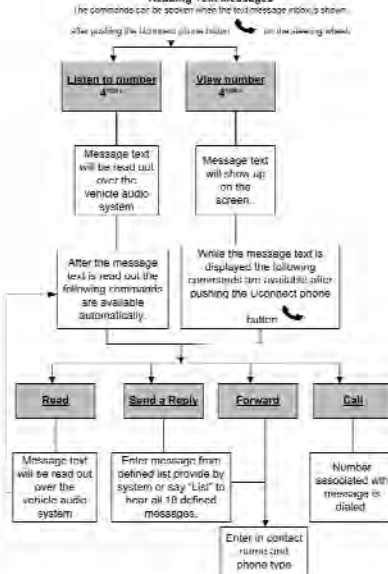 Reading Text Messages
The commands can be spoken when the text message inbox is shown
after pushing the Uconnect phone button on the steering wheel
Listen to number
4
View number
4
Message text
will be read out
over the
vehicle audio
system
Message text
will show up
on the
screen.
After the message
text is read out the
following commands
are available
automatically.
While the message text is
displayed the following
commands are available after
pushing the Uconnect phone
button
Read
Send a Reply
Forward
Call
Message text
will be read out
over the
vehicle audio
system
Enter message from
defined list provide by
system or say "List" to
hear all 18 defined
messages.
Number
associated with
message is
dialed
Enter in contact
name and
phone type